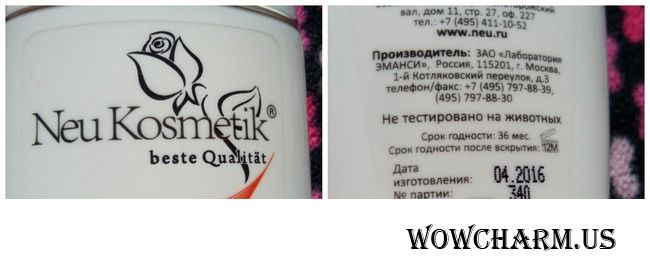 Neu Kosmetik®
beste Qualität
вал, дом 11, стр. 27, оф. 227
тел.: +7 (495) 411-10-52
www.neu.ru
Производитель: ЗАО «Лаборатория
ЭМАНСИ», Россия, 115201, г. Москва,
1-й Котляковский переулок, д.3
телефон/факс: +7 (495) 797-88-39,
(495) 797-88-30
Не тестировано на животных
Срок годности: 36 мес.
Срок годности после вскрытия: 12M
Дата
изготовления: 04.2016
№ партии: 340
WOWCHARM.US